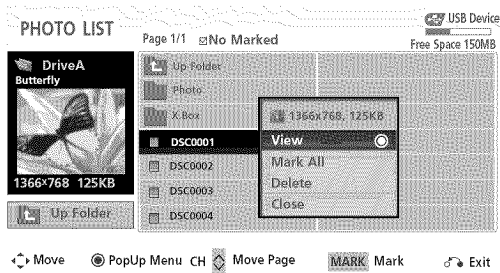 PHOTO LIST
Page 1/1 No Marked
USB Device
Free Space 150MB
DriveA
Butterfly
1366x768 125KB
Up Folder
Up Folder
Photo
X.Box
DSC0001
DSC0002
DSC0003
DSC0004
1366x768, 125KB
View
Mark All
Delete
Close
Move PopUp Menu CH Move Page MARK Mark Exit